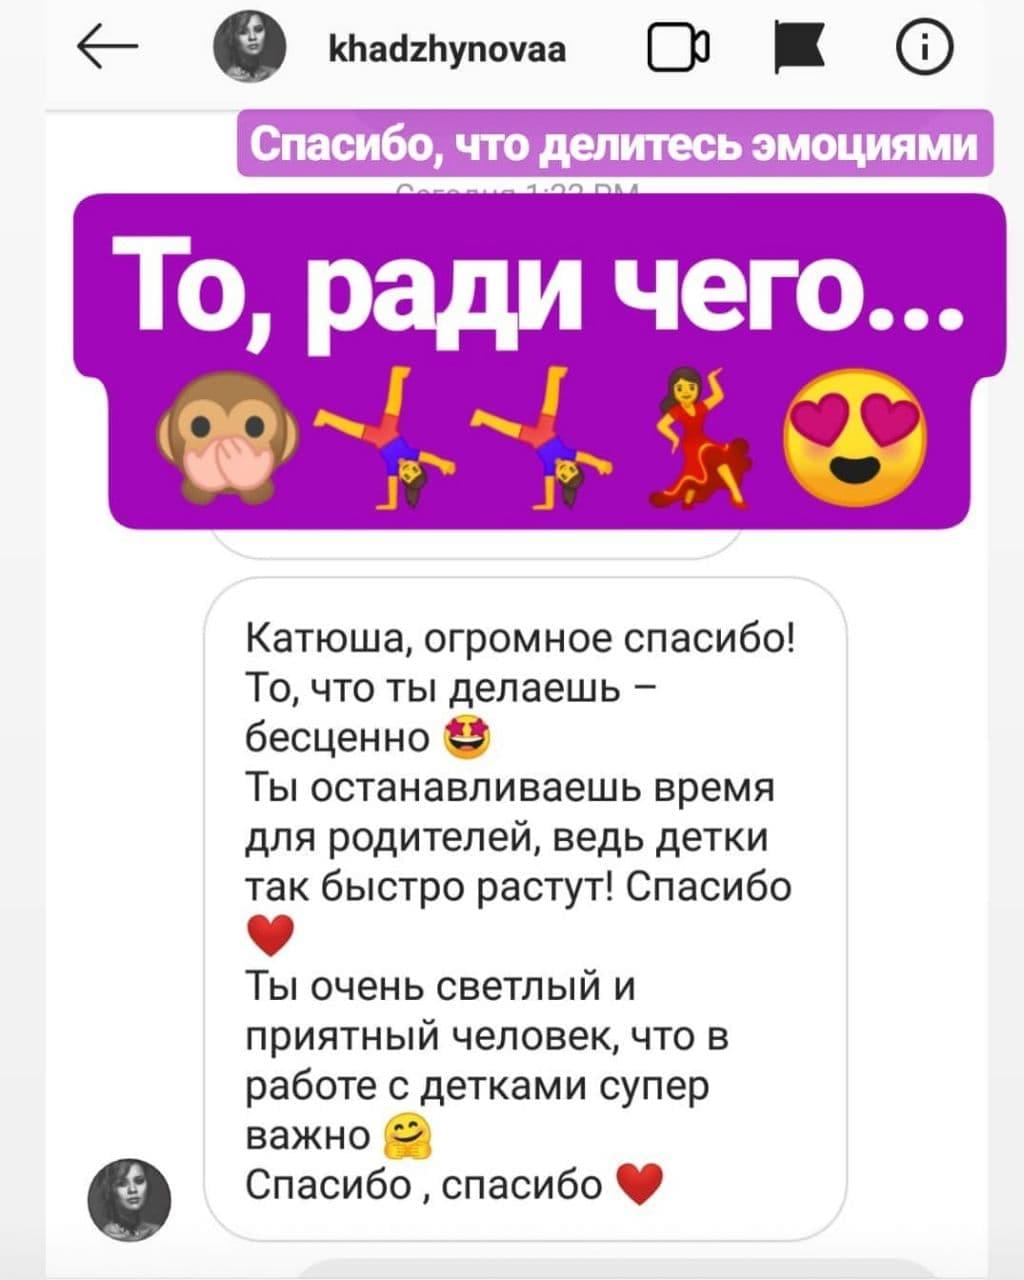 khadzhynovaa
Спасибо, что делитесь эмоциями
То, ради чего...
🙊🤸‍♀️🤸‍♀️💃😍
Катюша, огромное спасибо!
То, что ты делаешь –
бесценно 🤩
Ты останавливаешь время
для родителей, ведь детки
так быстро растут! Спасибо
❤️
Ты очень светлый и
приятный человек, что в
работе с детками супер
важно 🤗
Спасибо , спасибо ❤️